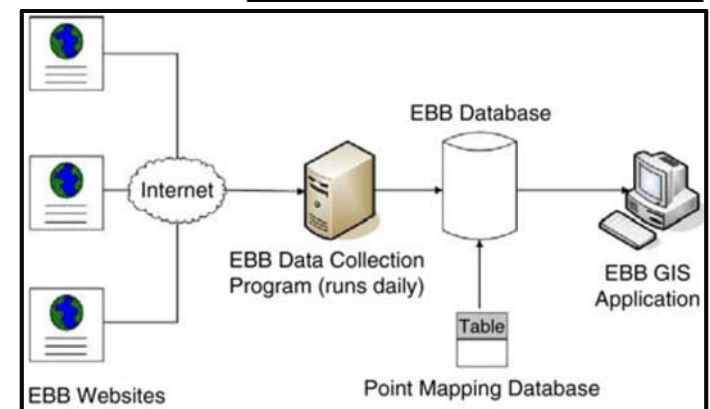 EBB Database
Internet
EBB Data Collection
Program (runs daily)
EBB GIS
Application
Table
EBB Websites
Point Mapping Database